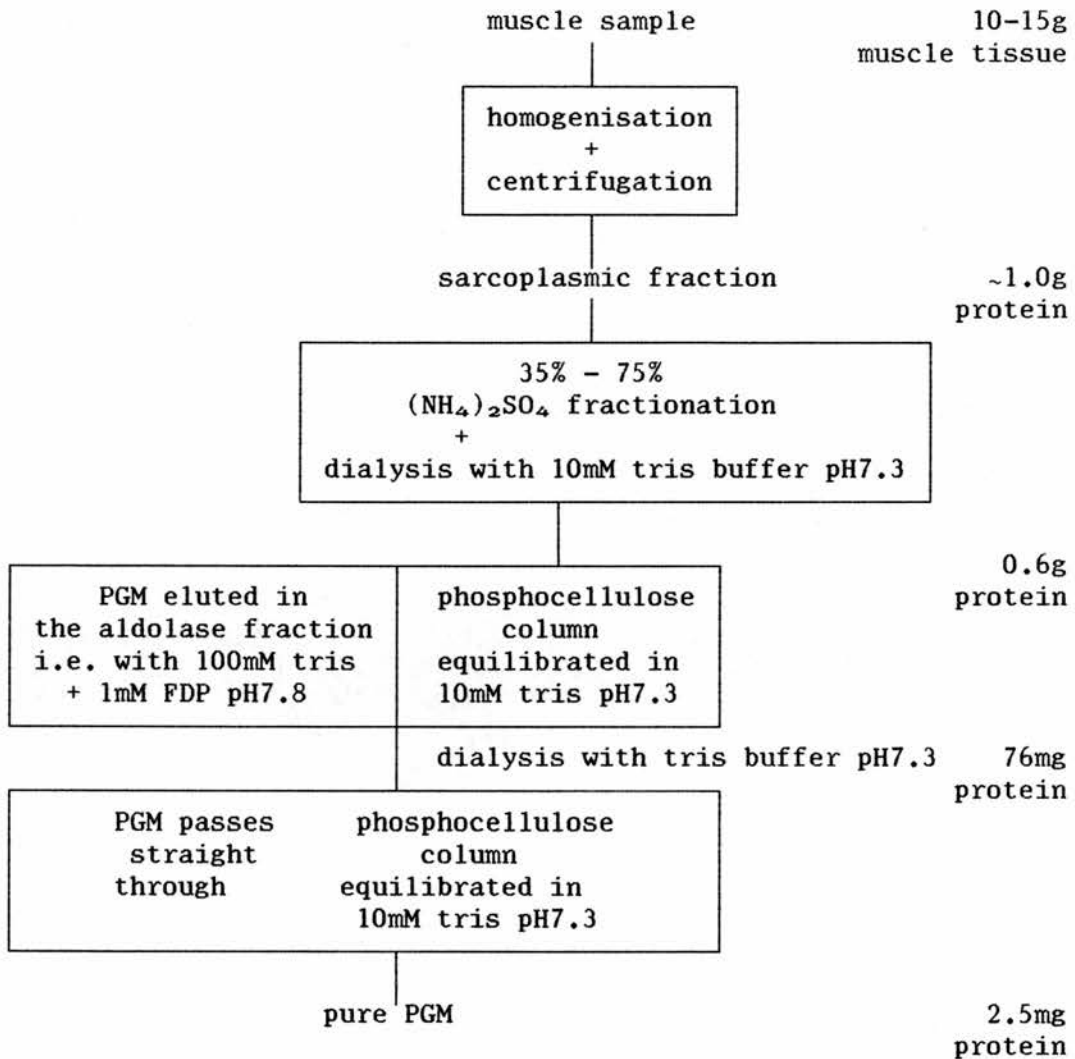 muscle sample 10-15g
muscle tissue
homogenisation
+
centrifugation
sarcoplasmic fraction ~1.0g
protein
35% - 75%
(NH₄)₂SO₄ fractionation
+
dialysis with 10mM tris buffer pH7.3
0.6g
protein
PGM eluted in
the aldolase fraction
i.e. with 100mM tris
+ 1mM FDP pH7.8
phosphocellulose
column
equilibrated in
10mM tris pH7.3
dialysis with tris buffer pH7.3 76mg
protein
PGM passes
straight
through
phosphocellulose
column
equilibrated in
10mM tris pH7.3
pure PGM 2.5mg
protein